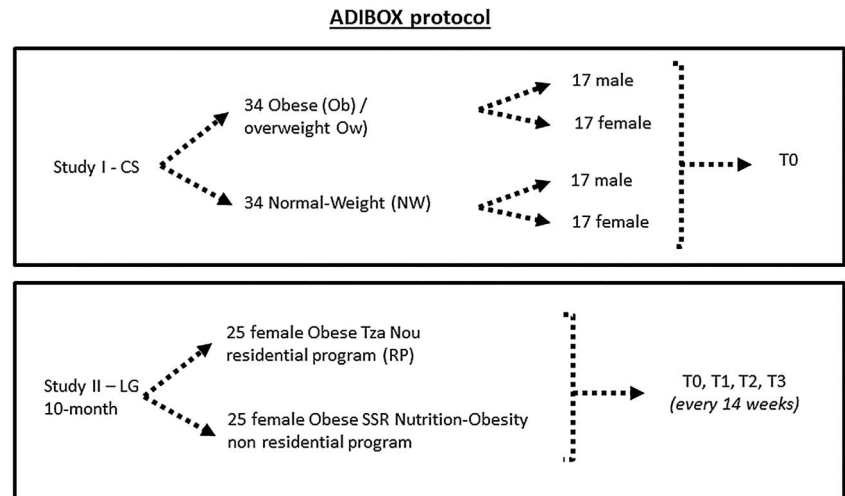 ADIBOX protocol
Study I - CS
34 Obese (Ob) /
overweight Ow)
34 Normal-Weight (NW)
17 male
17 female
17 male
17 female
T0
Study II – LG
10-month
25 female Obese Tza Nou
residential program (RP)
25 female Obese SSR Nutrition-Obesity
non residential program
T0, T1, T2, T3
(every 14 weeks)